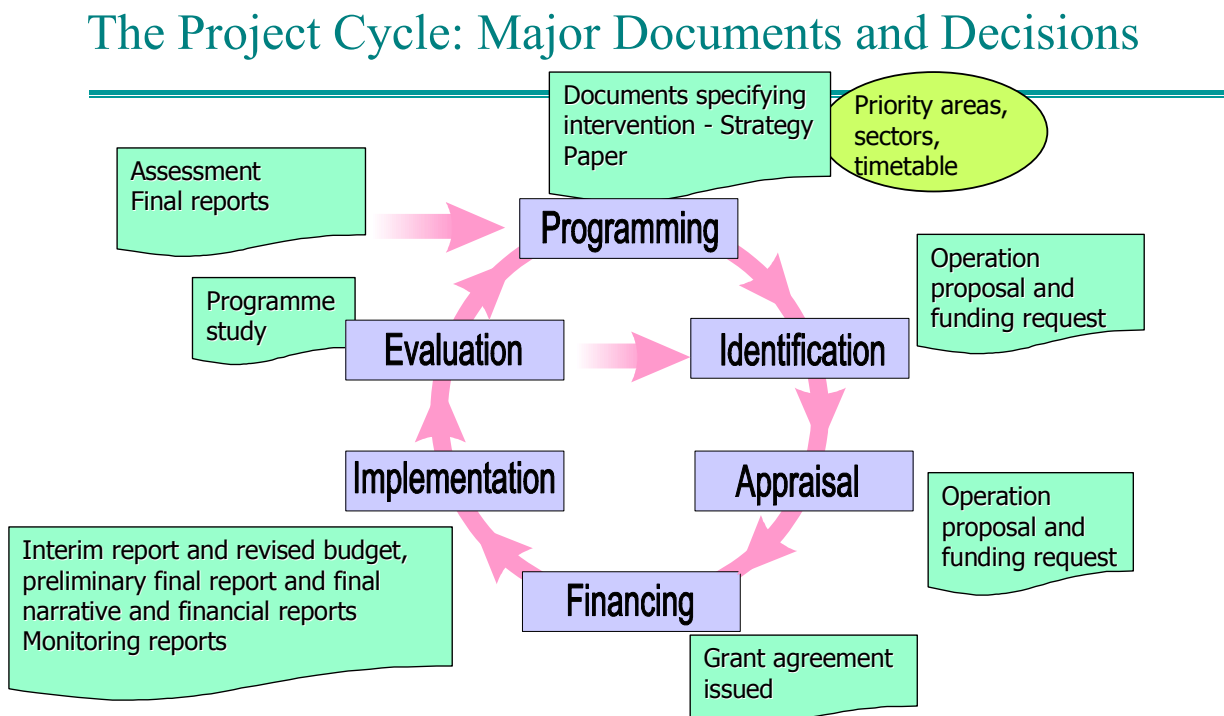 The Project Cycle: Major Documents and Decisions
Documents specifying
intervention - Strategy
Paper
Priority areas,
sectors,
timetable
Assessment
Final reports
Programming
Operation
proposal and
funding request
Programme
study
Evaluation
Identification
Implementation
Appraisal
Operation
proposal and
funding request
Interim report and revised budget,
preliminary final report and final
narrative and financial reports
Monitoring reports
Financing
Grant agreement
issued